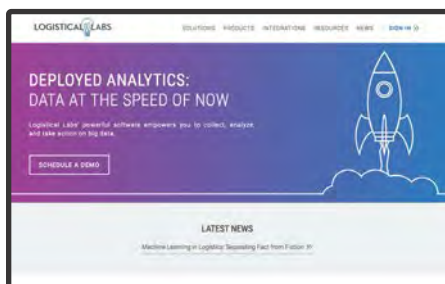 LOGISTICAL LABS
SOLUTIONS PRODUCTS INTEGRATIONS RESOURCES NEWS SIGN IN
DEPLOYED ANALYTICS:
DATA AT THE SPEED OF NOW
Logistical Labs' powerful software empowers you to collect, analyze
and take action on big data.
SCHEDULE A DEMO
LATEST NEWS
Machine Learning in Logistics: Separating Fact from Fiction